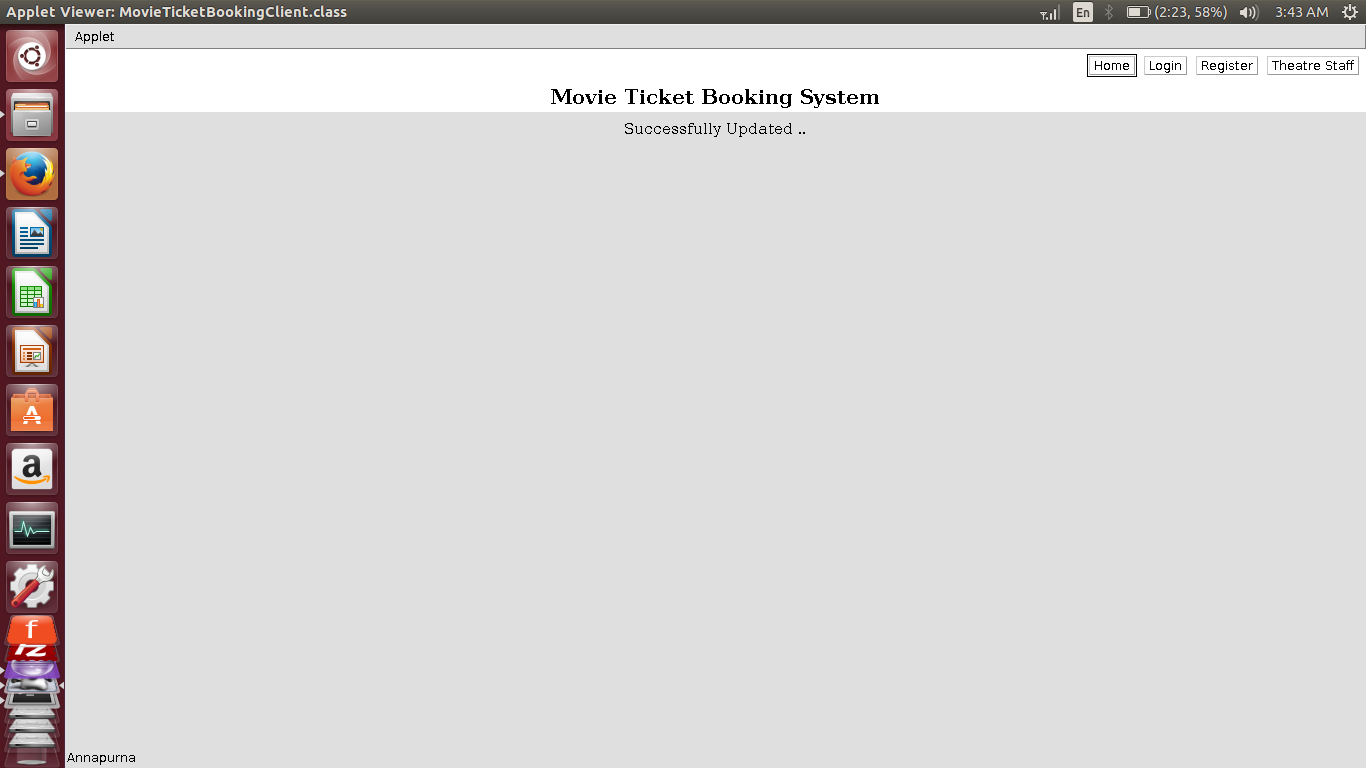 Applet Viewer: MovieTicketBookingClient.class
En
(2:23, 58%)
3:43 AM
Applet
Home
Login
Register
Theatre Staff
Movie Ticket Booking System
Successfully Updated ..
A
a
f
Annapurna